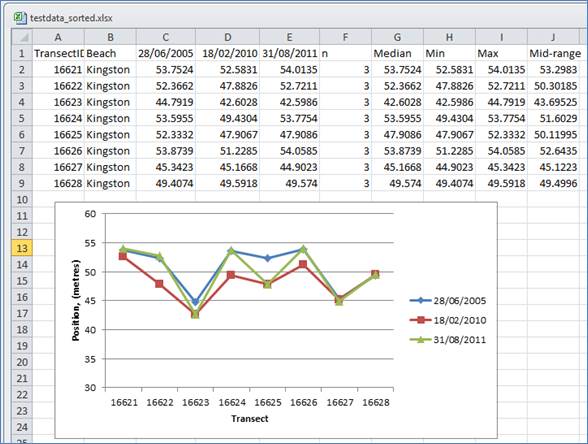 testdata_sorted.xlsx
A B C D E F G H I J
1 TransectID Beach 28/06/2005 18/02/2010 31/08/2011 n Median Min Max Mid-range
2 16621 Kingston 53.7524 52.5831 54.0135 3 53.7524 52.5831 54.0135 53.2983
3 16622 Kingston 52.3662 47.8826 52.7211 3 52.3662 47.8826 52.7211 50.30185
4 16623 Kingston 44.7919 42.6028 42.5986 3 42.6028 42.5986 44.7919 43.69525
5 16624 Kingston 53.5955 49.4304 53.7754 3 53.5955 49.4304 53.7754 51.6029
6 16625 Kingston 52.3332 47.9067 47.9086 3 47.9086 47.9067 52.3332 50.11995
7 16626 Kingston 53.8739 51.2285 54.0585 3 53.8739 51.2285 54.0585 52.6435
8 16627 Kingston 45.3423 45.1668 44.9023 3 45.1668 44.9023 45.3423 45.1223
9 16628 Kingston 49.4074 49.5918 49.574 3 49.574 49.4074 49.5918 49.4996
10
11
12
13
14
15
16
17
18
19
20
21
22
23
24
25
60
55
50
45
40
35
30
Position, (metres)
16621 16622 16623 16624 16625 16626 16627 16628
Transect
28/06/2005
18/02/2010
31/08/2011